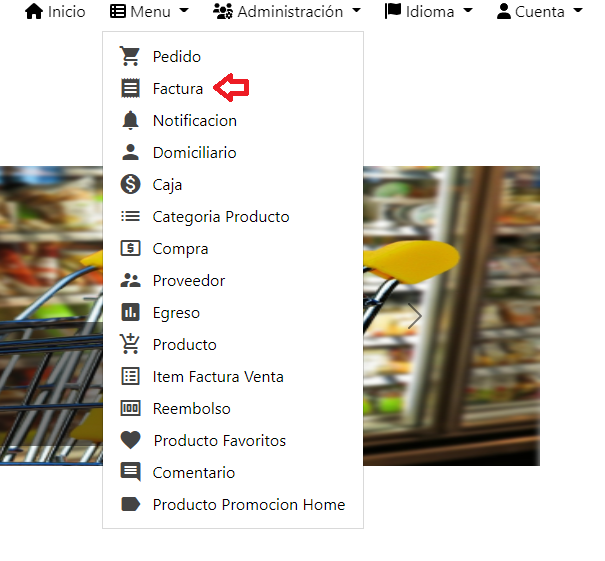 Inicio Menu Administración Idioma Cuenta
Pedido
Factura
Notificacion
Domiciliario
Caja
Categoria Producto
Compra
Proveedor
Egreso
Producto
Item Factura Venta
Reembolso
Producto Favoritos
Comentario
Producto Promocion Home